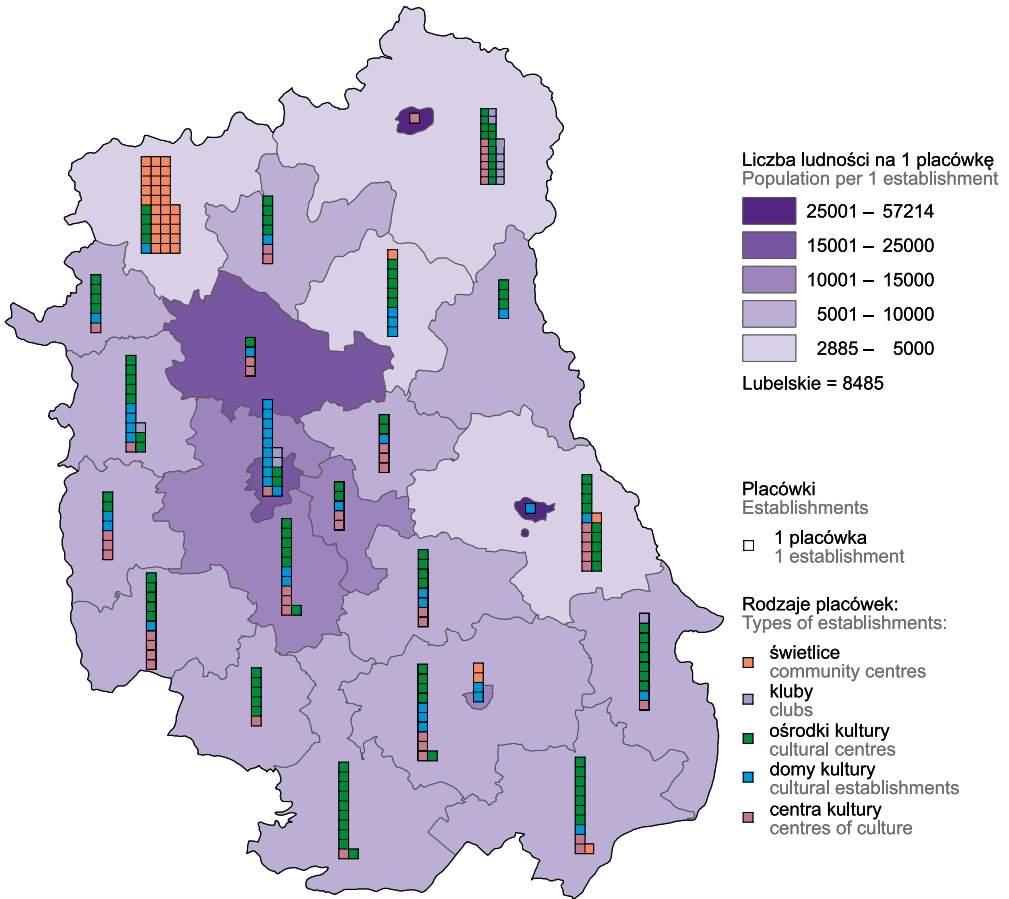 Liczba ludności na 1 placówkę
Population per 1 establishment
25001 – 57214
15001 – 25000
10001 – 15000
5001 – 10000
2885 – 5000
Lubelskie = 8485
Placówki
Establishments
1 placówka
1 establishment
Rodzaje placówek:
Types of establishments:
świetlice
community centres
kluby
clubs
ośrodki kultury
cultural centres
domy kultury
cultural establishments
centra kultury
centres of culture